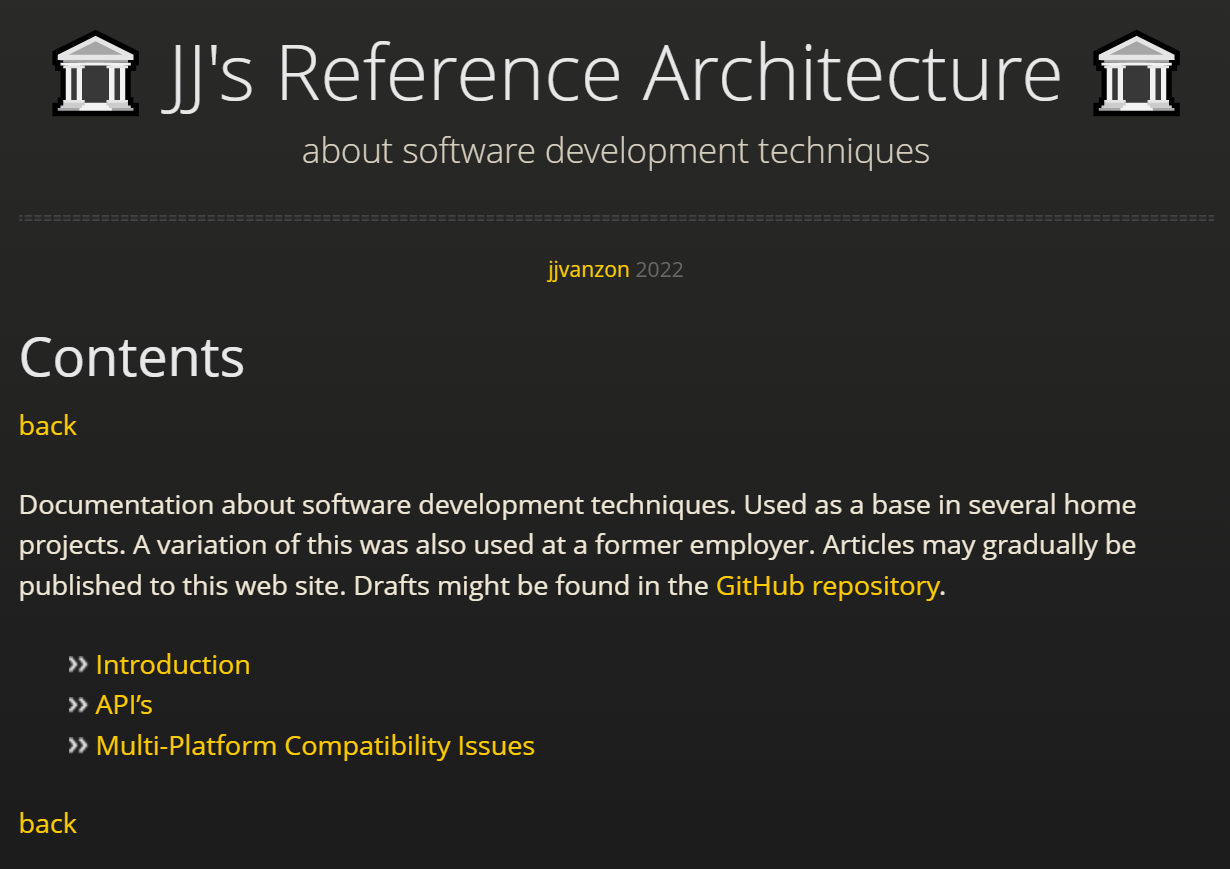 JJ's Reference Architecture
about software development techniques
jjvanzon 2022
Contents
back
Documentation about software development techniques. Used as a base in several home
projects. A variation of this was also used at a former employer. Articles may gradually be
published to this web site. Drafts might be found in the GitHub repository.
Introduction
API’s
Multi-Platform Compatibility Issues
back